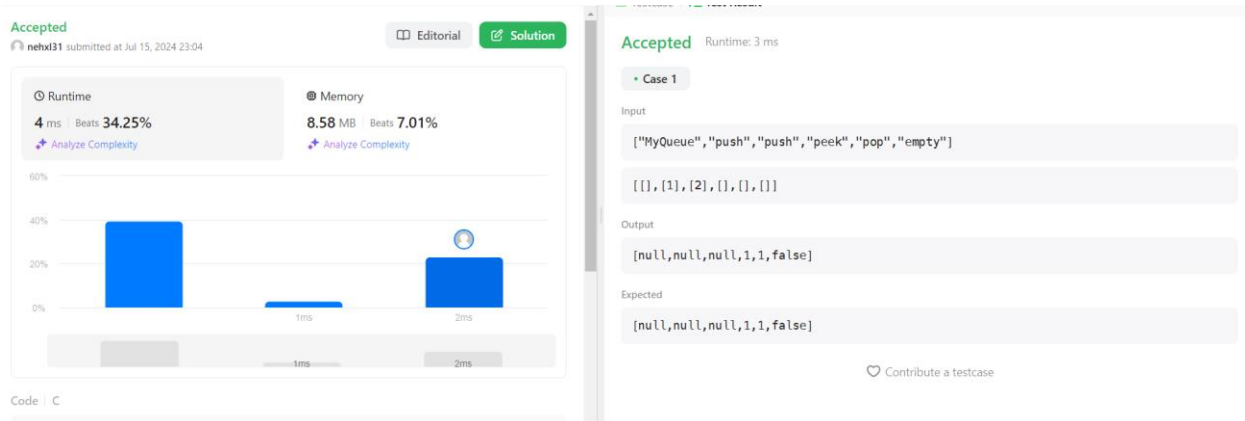 Accepted
nehxl31 submitted at Jul 15, 2024 23:04
Editorial
Solution
Runtime
4 ms Beats 34.25%
Analyze Complexity
Memory
8.58 MB Beats 7.01%
Analyze Complexity
60%
40%
20%
0%
1ms
2ms
1ms
2ms
Code C
Accepted Runtime: 3 ms
• Case 1
Input
["MyQueue","push","push","peek","pop","empty"]
[[],[1],[2],[],[],[]]
Output
[null,null,null,1,1,false]
Expected
[null,null,null,1,1,false]
Contribute a testcase